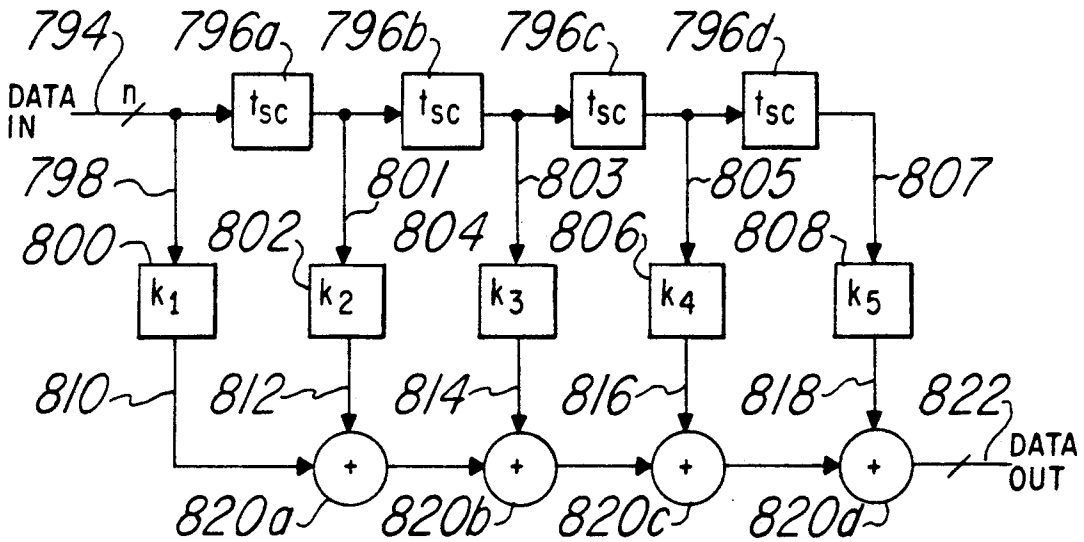 794 796a 796b 796c 796d
DATA IN n tSC tSC tSC tSC
798 801 803 805 807
800 802 804 806 808
k1 k2 k3 k4 k5
810 812 814 816 818 822
+ + + + DATA OUT
820a 820b 820c 820d